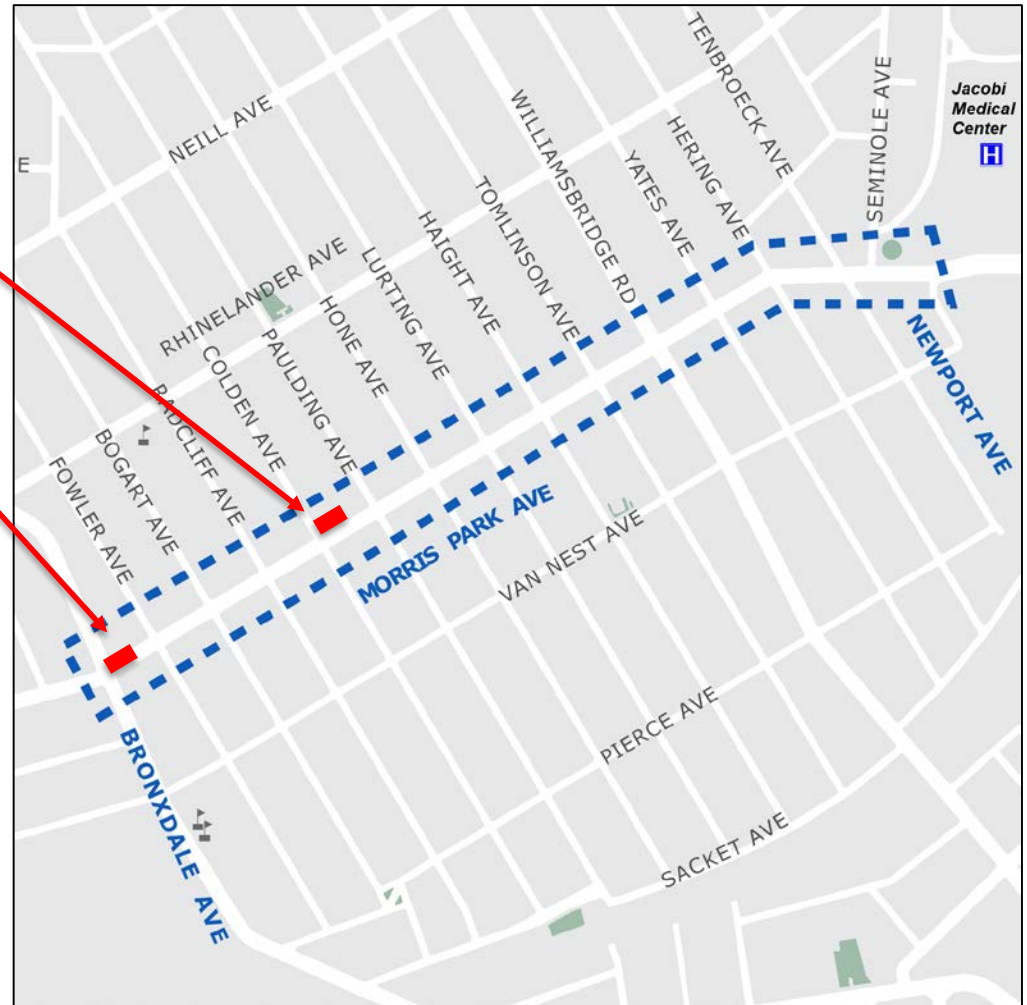 TENBROECK AVE
SEMINOLE AVE
Jacobi
Medical
Center
H
NEILL AVE
WILLIAMSBRIDGE RD
HERING AVE
YATES AVE
E
TOMLINSON AVE
HAIGHT AVE
LURTING AVE
RHINELANDER AVE
HONE AVE
PAULDING AVE
COLDEN AVE
RADCLIFF AVE
BOGART AVE
FOWLER AVE
NEWPORT AVE
MORRIS PARK AVE
VAN NEST AVE
PIERCE AVE
BRONXDALE AVE
SACKET AVE